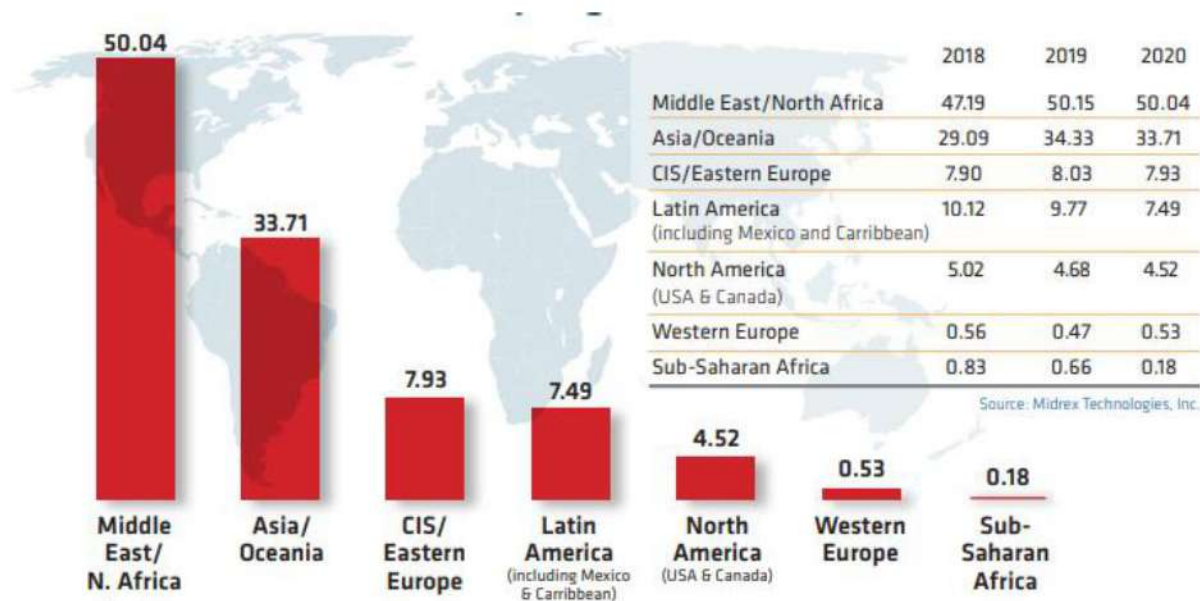 50.04
33.71
7.93
7.49
4.52
0.53
0.18
Middle
East/
N. Africa
Asia/
Oceania
CIS/
Eastern
Europe
Latin
America
(including Mexico
& Carribbean)
North
America
(USA & Canada)
Western
Europe
Sub-
Saharan
Africa
2018 2019 2020
Middle East/North Africa 47.19 50.15 50.04
Asia/Oceania 29.09 34.33 33.71
CIS/Eastern Europe 7.90 8.03 7.93
Latin America 10.12 9.77 7.49
(including Mexico and Carribbean)
North America 5.02 4.68 4.52
(USA & Canada)
Western Europe 0.56 0.47 0.53
Sub-Saharan Africa 0.83 0.66 0.18
Source: Midrex Technologies, Inc.